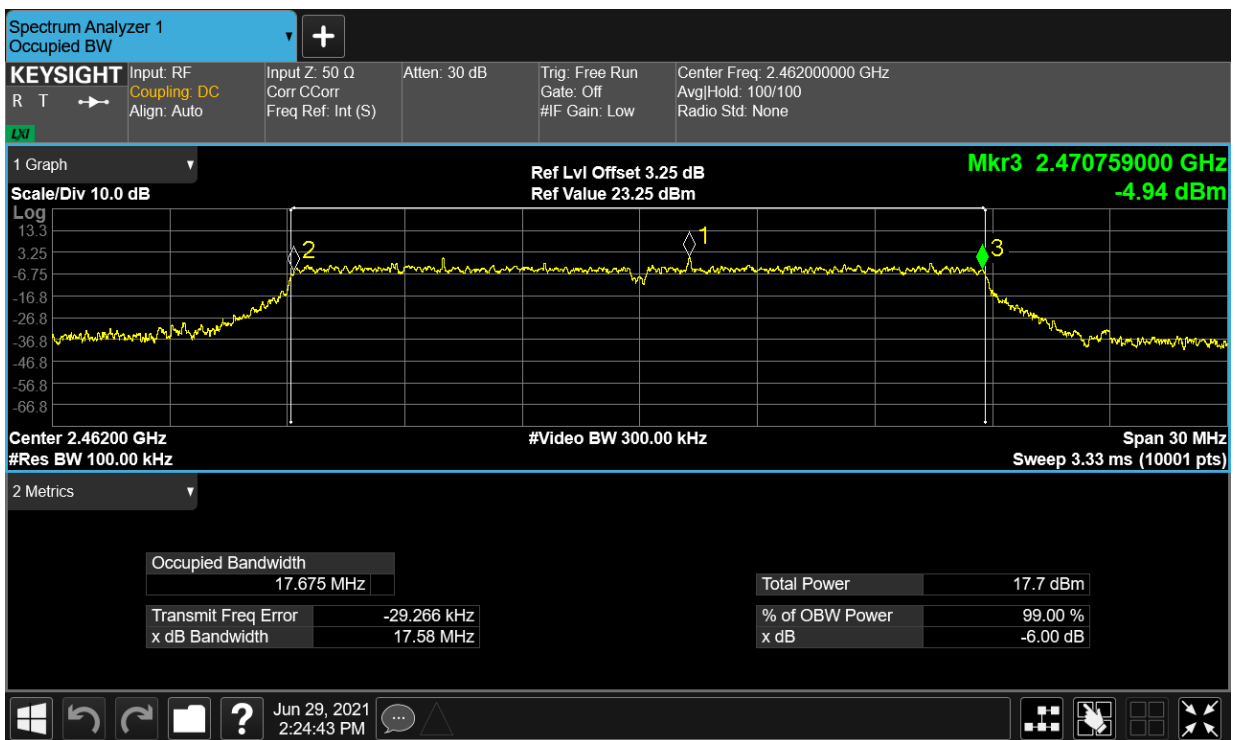 Spectrum Analyzer 1
Occupied BW
▼
+
KEYSIGHT
R T
LXI
Input: RF
Coupling: DC
Align: Auto
Input Z: 50 Ω
Corr CCorr
Freq Ref: Int (S)
Atten: 30 dB
Trig: Free Run
Gate: Off
#IF Gain: Low
Center Freq: 2.462000000 GHz
Avg|Hold: 100/100
Radio Std: None
1 Graph ▼
Scale/Div 10.0 dB
Ref Lvl Offset 3.25 dB
Ref Value 23.25 dBm
Mkr3 2.470759000 GHz
-4.94 dBm
Log
13.3
3.25
-6.75
-16.8
-26.8
-36.8
-46.8
-56.8
-66.8
2
1
3
Center 2.46200 GHz
#Res BW 100.00 kHz
#Video BW 300.00 kHz
Span 30 MHz
Sweep 3.33 ms (10001 pts)
2 Metrics ▼
Occupied Bandwidth
17.675 MHz
Transmit Freq Error -29.266 kHz
x dB Bandwidth 17.58 MHz
Total Power 17.7 dBm
% of OBW Power 99.00 %
x dB -6.00 dB
?
Jun 29, 2021
2:24:43 PM